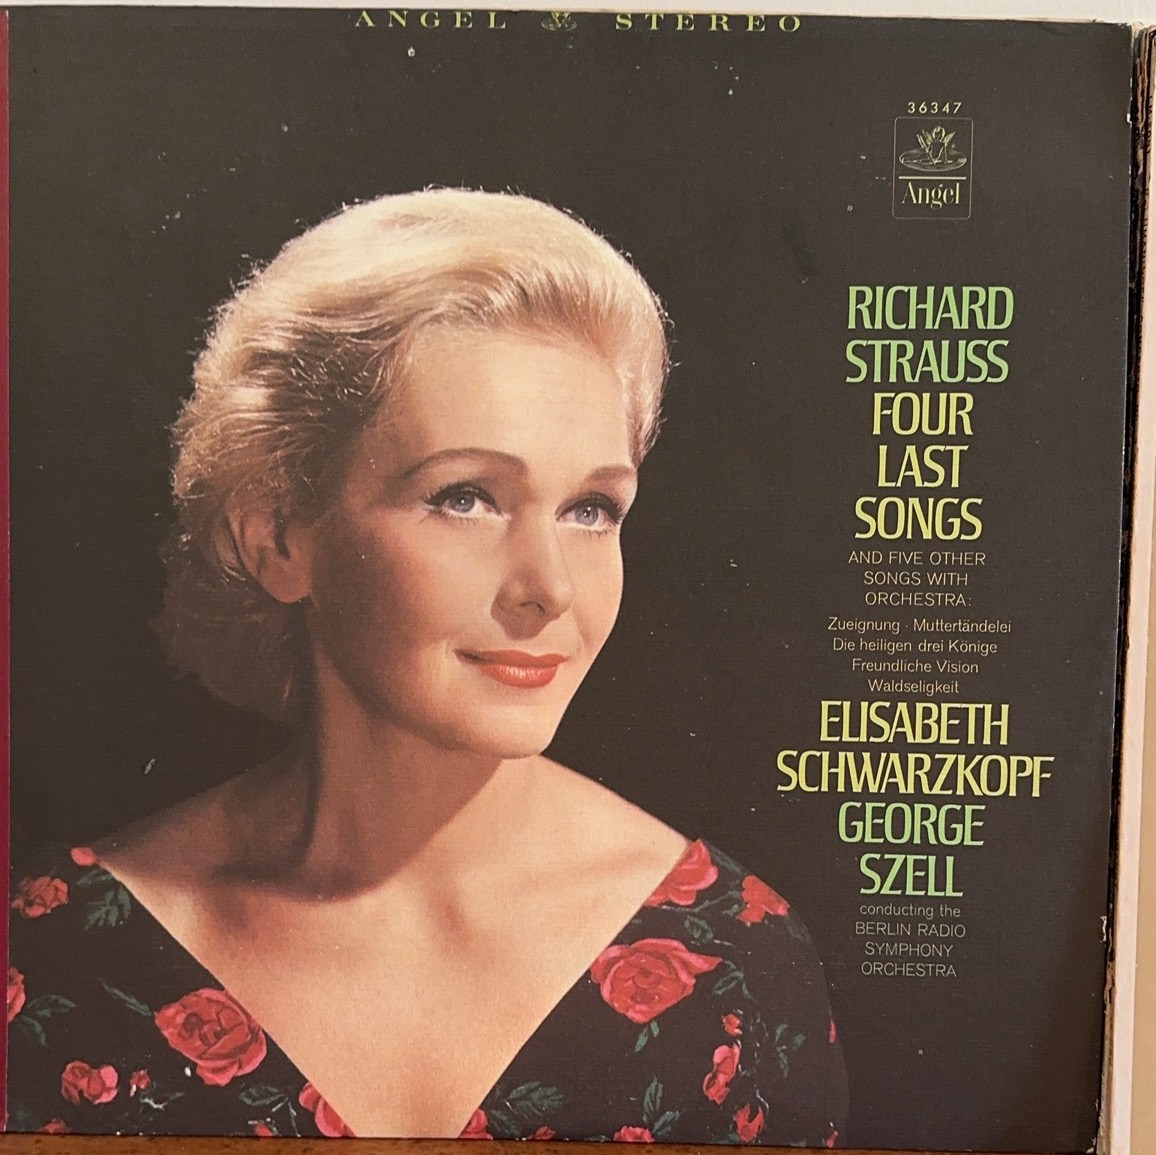 ANGEL STEREO
36347
Angel
RICHARD
STRAUSS
FOUR
LAST
SONGS
AND FIVE OTHER
SONGS WITH
ORCHESTRA:
Zueignung · Muttertändelei
Die heiligen drei Könige
Freundliche Vision
Waldseligkeit
ELISABETH
SCHWARZKOPF
GEORGE
SZELL
conducting the
BERLIN RADIO
SYMPHONY
ORCHESTRA